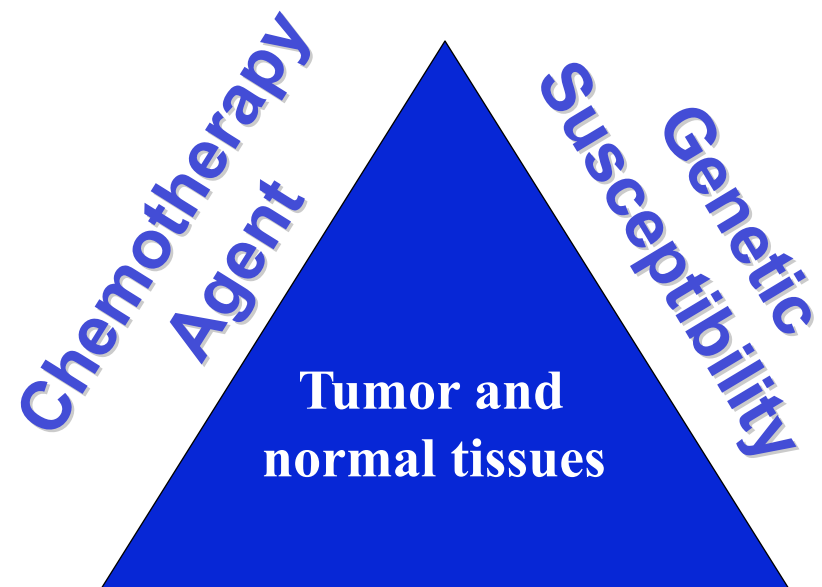 Chemotherapy
Agent
Genetic
Susceptibility
Tumor and
normal tissues